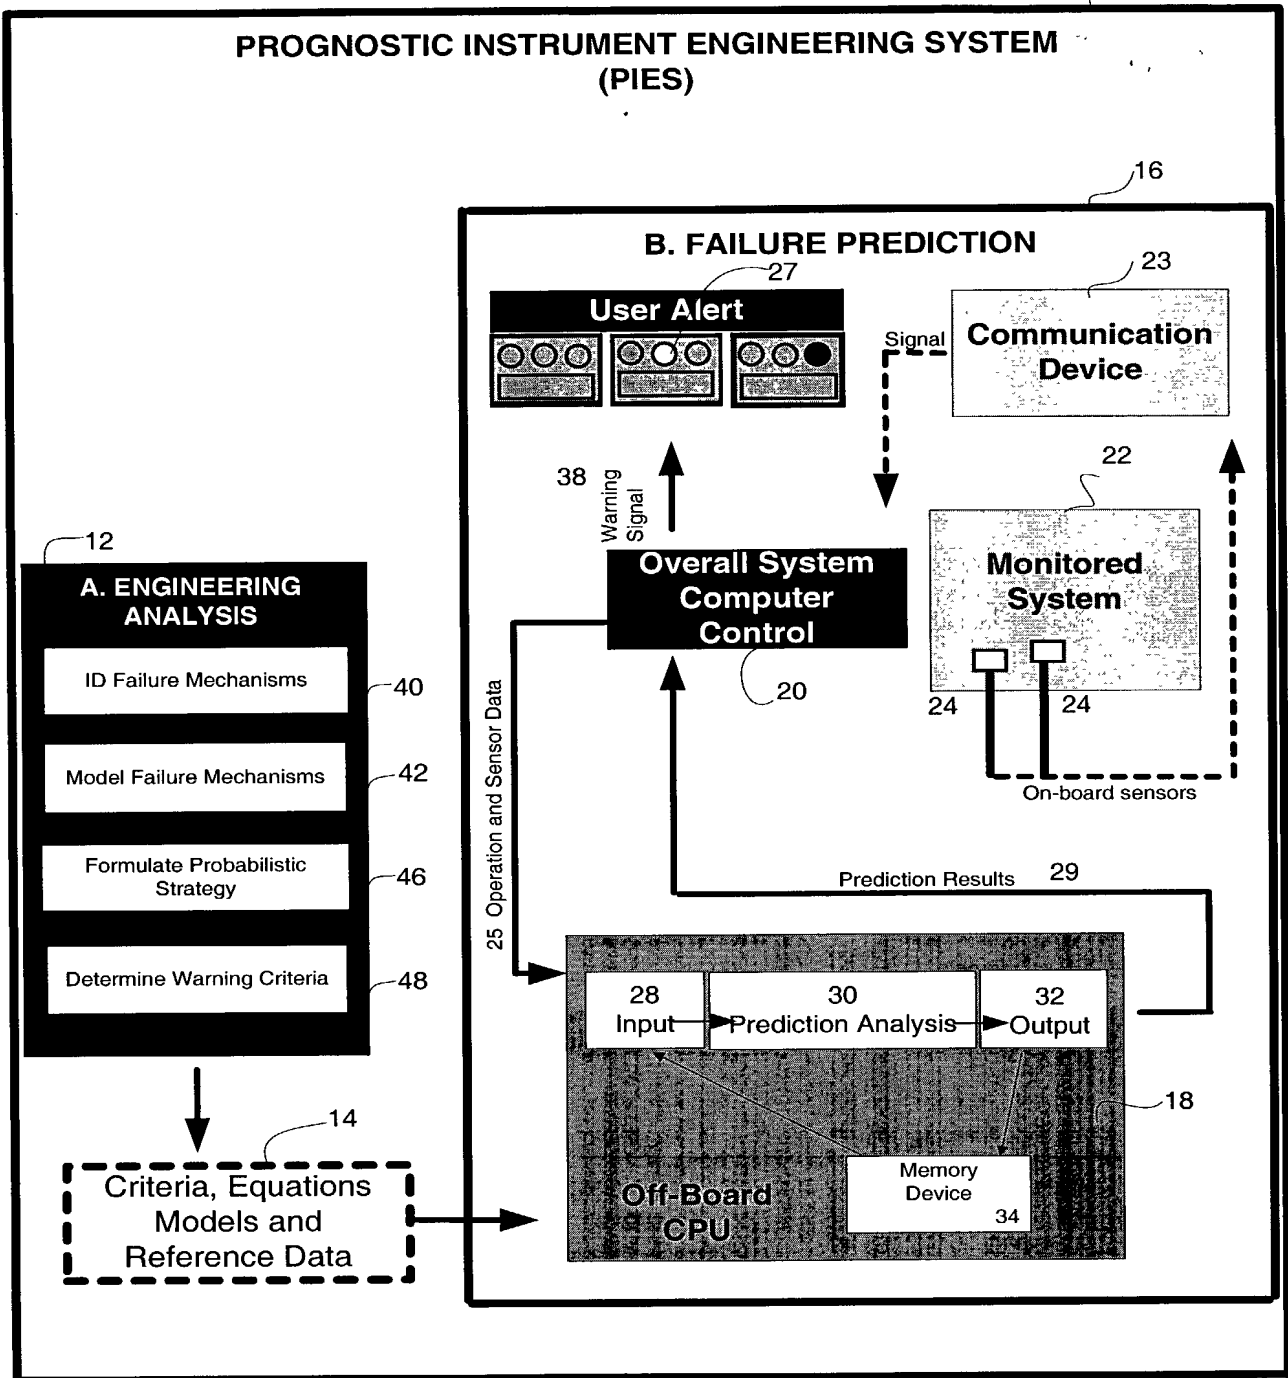 PROGNOSTIC INSTRUMENT ENGINEERING SYSTEM
(PIES)
16
B. FAILURE PREDICTION
27
User Alert
23
Communication
Device
Signal
38
Warning
Signal
22
Monitored
System
24
24
On-board sensors
Overall System
Computer
Control
20
12
A. ENGINEERING
ANALYSIS
ID Failure Mechanisms
40
Model Failure Mechanisms
42
Formulate Probabilistic
Strategy
46
Determine Warning Criteria
48
25 Operation and Sensor Data
Prediction Results
29
28
Input
30
Prediction Analysis
32
Output
18
Memory
Device
34
Off-Board
CPU
14
Criteria, Equations
Models and
Reference Data